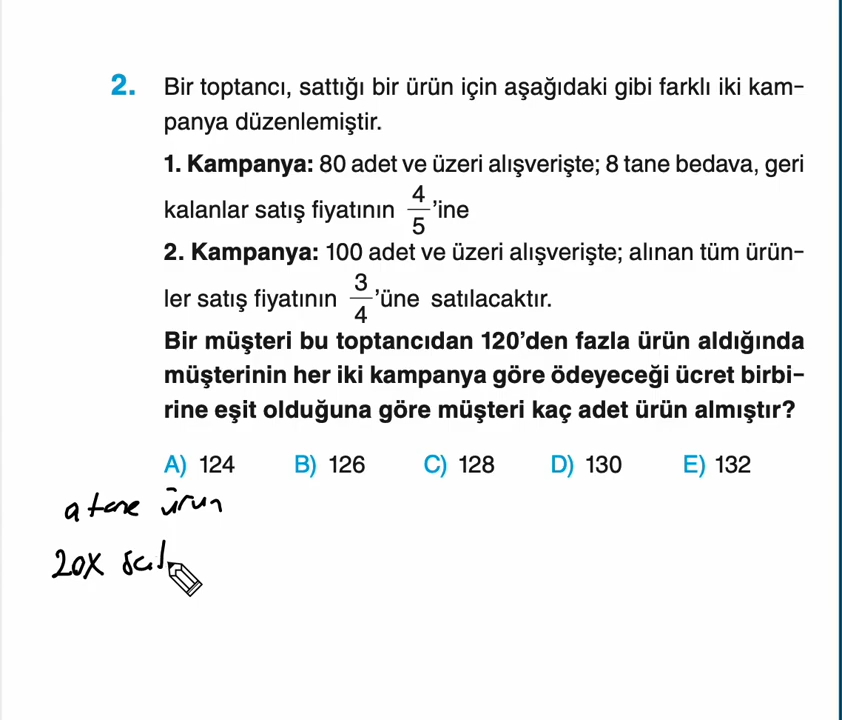 2. Bir toptancı, sattığı bir ürün için aşağıdaki gibi farklı iki kam-
panya düzenlemiştir.
1. Kampanya: 80 adet ve üzeri alışverişte; 8 tane bedava, geri
kalanlar satış fiyatının 4/5'ine
2. Kampanya: 100 adet ve üzeri alışverişte; alınan tüm ürün-
ler satış fiyatının 3/4'üne satılacaktır.
Bir müşteri bu toptancıdan 120'den fazla ürün aldığında
müşterinin her iki kampanya göre ödeyeceği ücret birbi-
rine eşit olduğuna göre müşteri kaç adet ürün almıştır?
A) 124 B) 126 C) 128 D) 130 E) 132
a tane ürün
20x sal